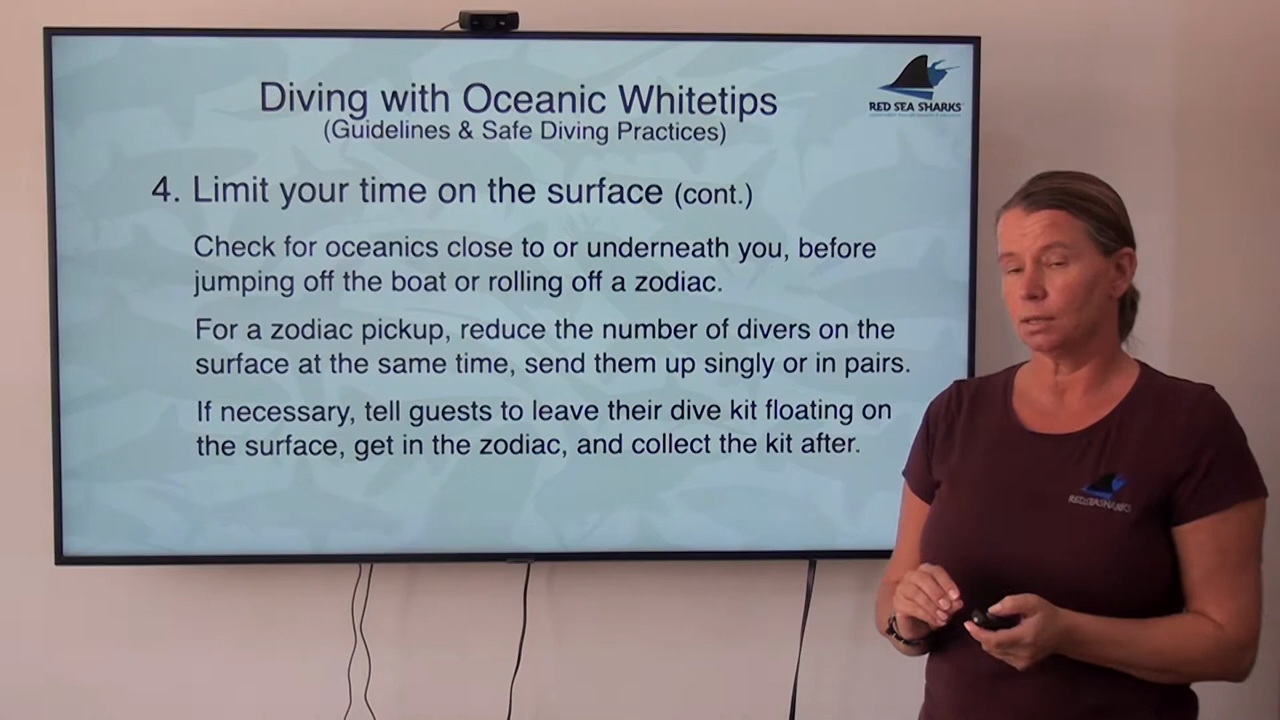 Diving with Oceanic Whitetips
(Guidelines & Safe Diving Practices)
RED SEA SHARKS
4. Limit your time on the surface (cont.)
Check for oceanics close to or underneath you, before
jumping off the boat or rolling off a zodiac.
For a zodiac pickup, reduce the number of divers on the
surface at the same time, send them up singly or in pairs.
If necessary, tell guests to leave their dive kit floating on
the surface, get in the zodiac, and collect the kit after.
RED SEA SHARKS